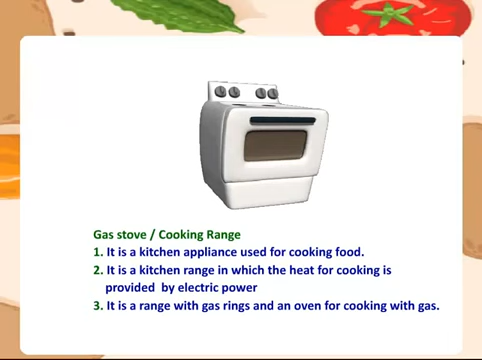 Gas stove / Cooking Range
1. It is a kitchen appliance used for cooking food.
2. It is a kitchen range in which the heat for cooking is
provided by electric power
3. It is a range with gas rings and an oven for cooking with gas.